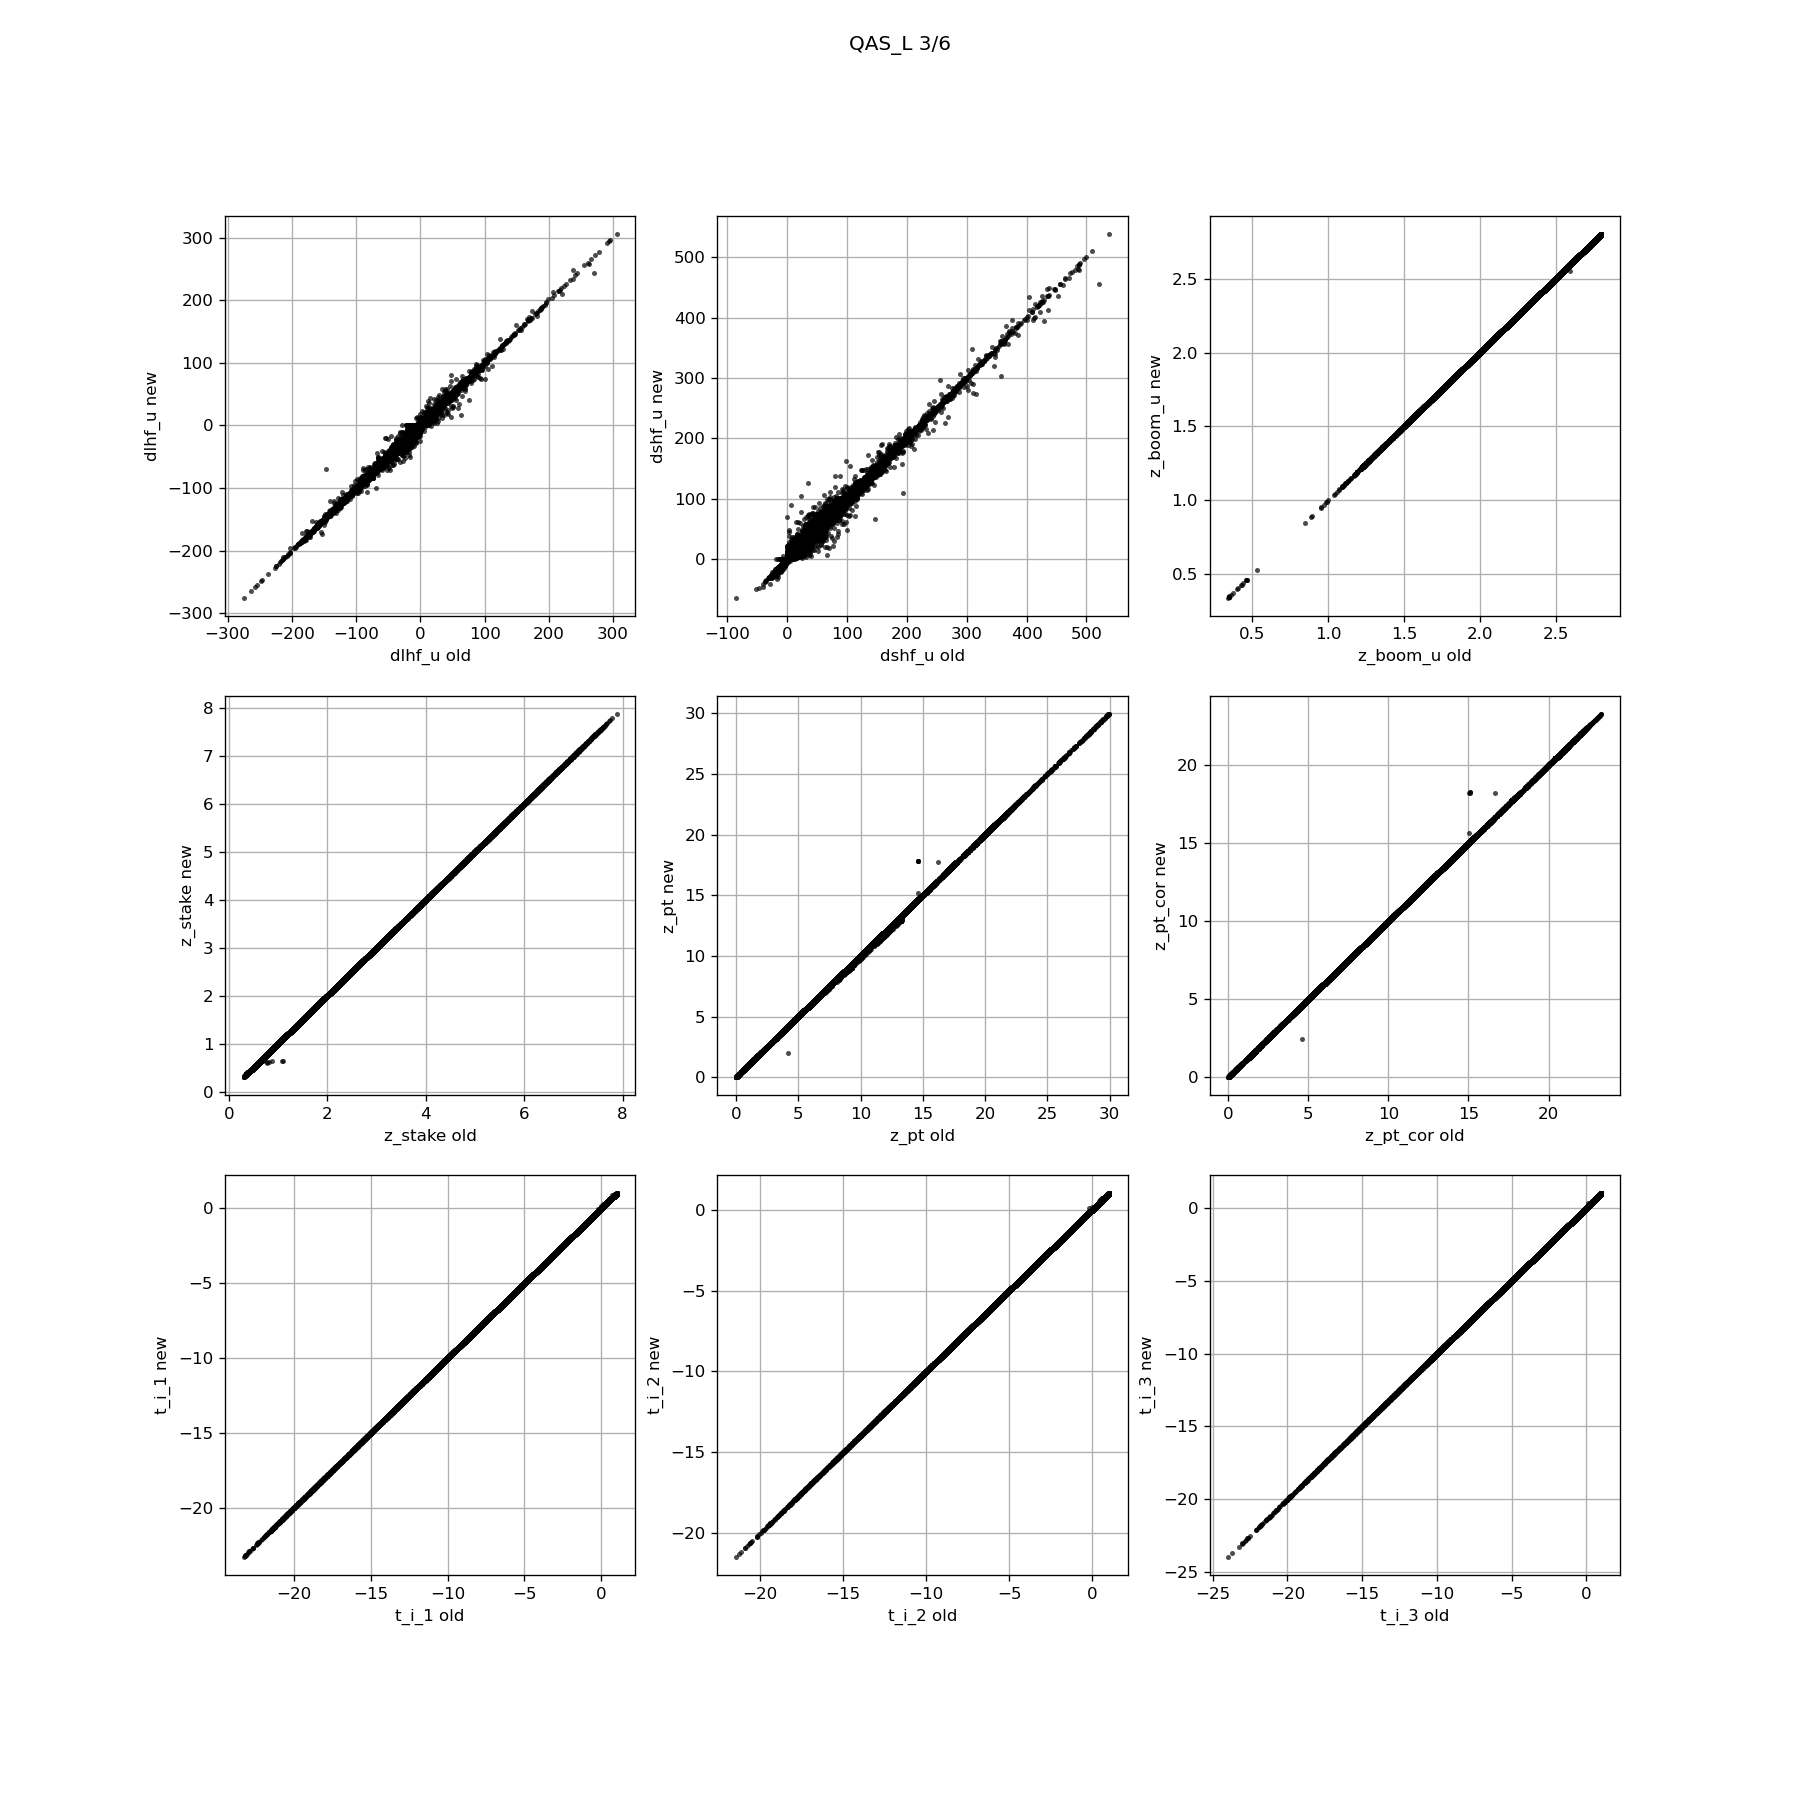 QAS_L 3/6
300
200
100
0
−100
−200
−300
dlhf_u new
−300 −200 −100 0 100 200 300
dlhf_u old
500
400
300
200
100
0
dshf_u new
−100 0 100 200 300 400 500
dshf_u old
2.5
2.0
1.5
1.0
0.5
z_boom_u new
0.5 1.0 1.5 2.0 2.5
z_boom_u old
8
7
6
5
4
3
2
1
0
z_stake new
0 2 4 6 8
z_stake old
30
25
20
15
10
5
0
z_pt new
0 5 10 15 20 25 30
z_pt old
20
15
10
5
0
z_pt_cor new
0 5 10 15 20
z_pt_cor old
0
−5
−10
−15
−20
t_i_1 new
−20 −15 −10 −5 0
t_i_1 old
0
−5
−10
−15
−20
t_i_2 new
−20 −15 −10 −5 0
t_i_2 old
0
−5
−10
−15
−20
−25
t_i_3 new
−25 −20 −15 −10 −5 0
t_i_3 old